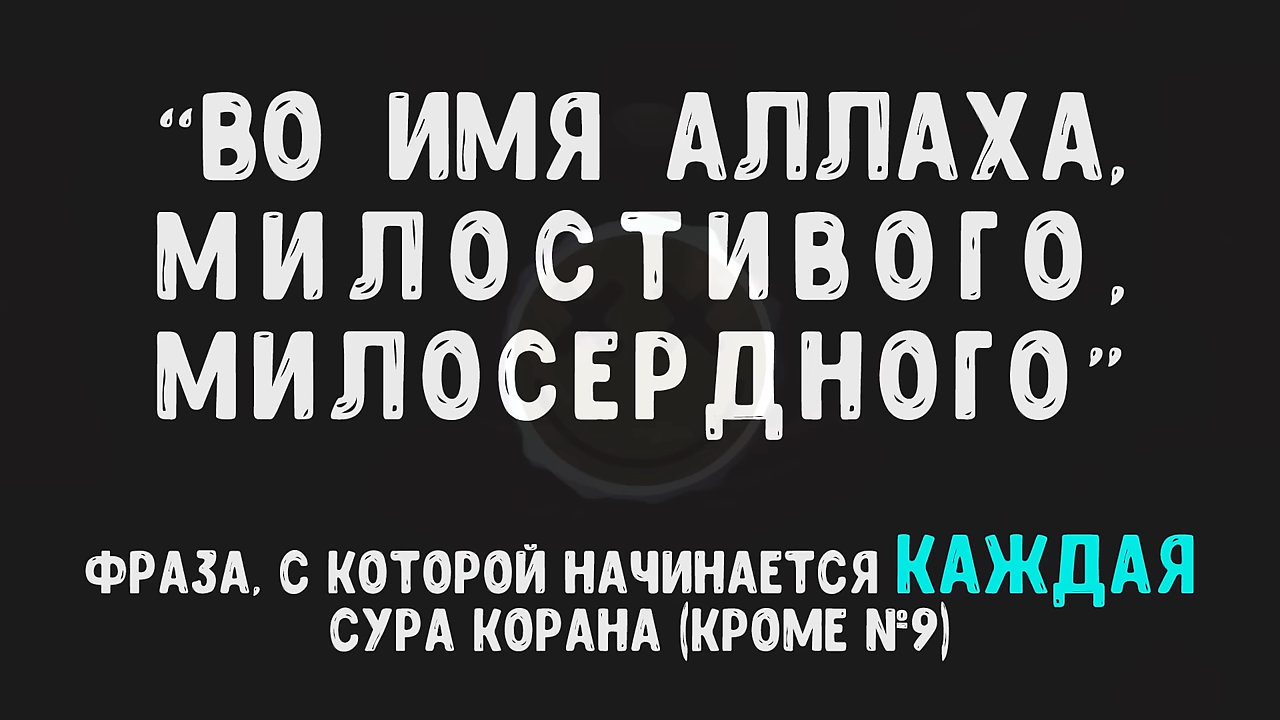 “ВО ИМЯ АЛЛАХА,
МИЛОСТИВОГО,
МИЛОСЕРДНОГО”
ФРАЗА, С КОТОРОЙ НАЧИНАЕТСЯ КАЖДАЯ
СУРА КОРАНА (КРОМЕ №9)